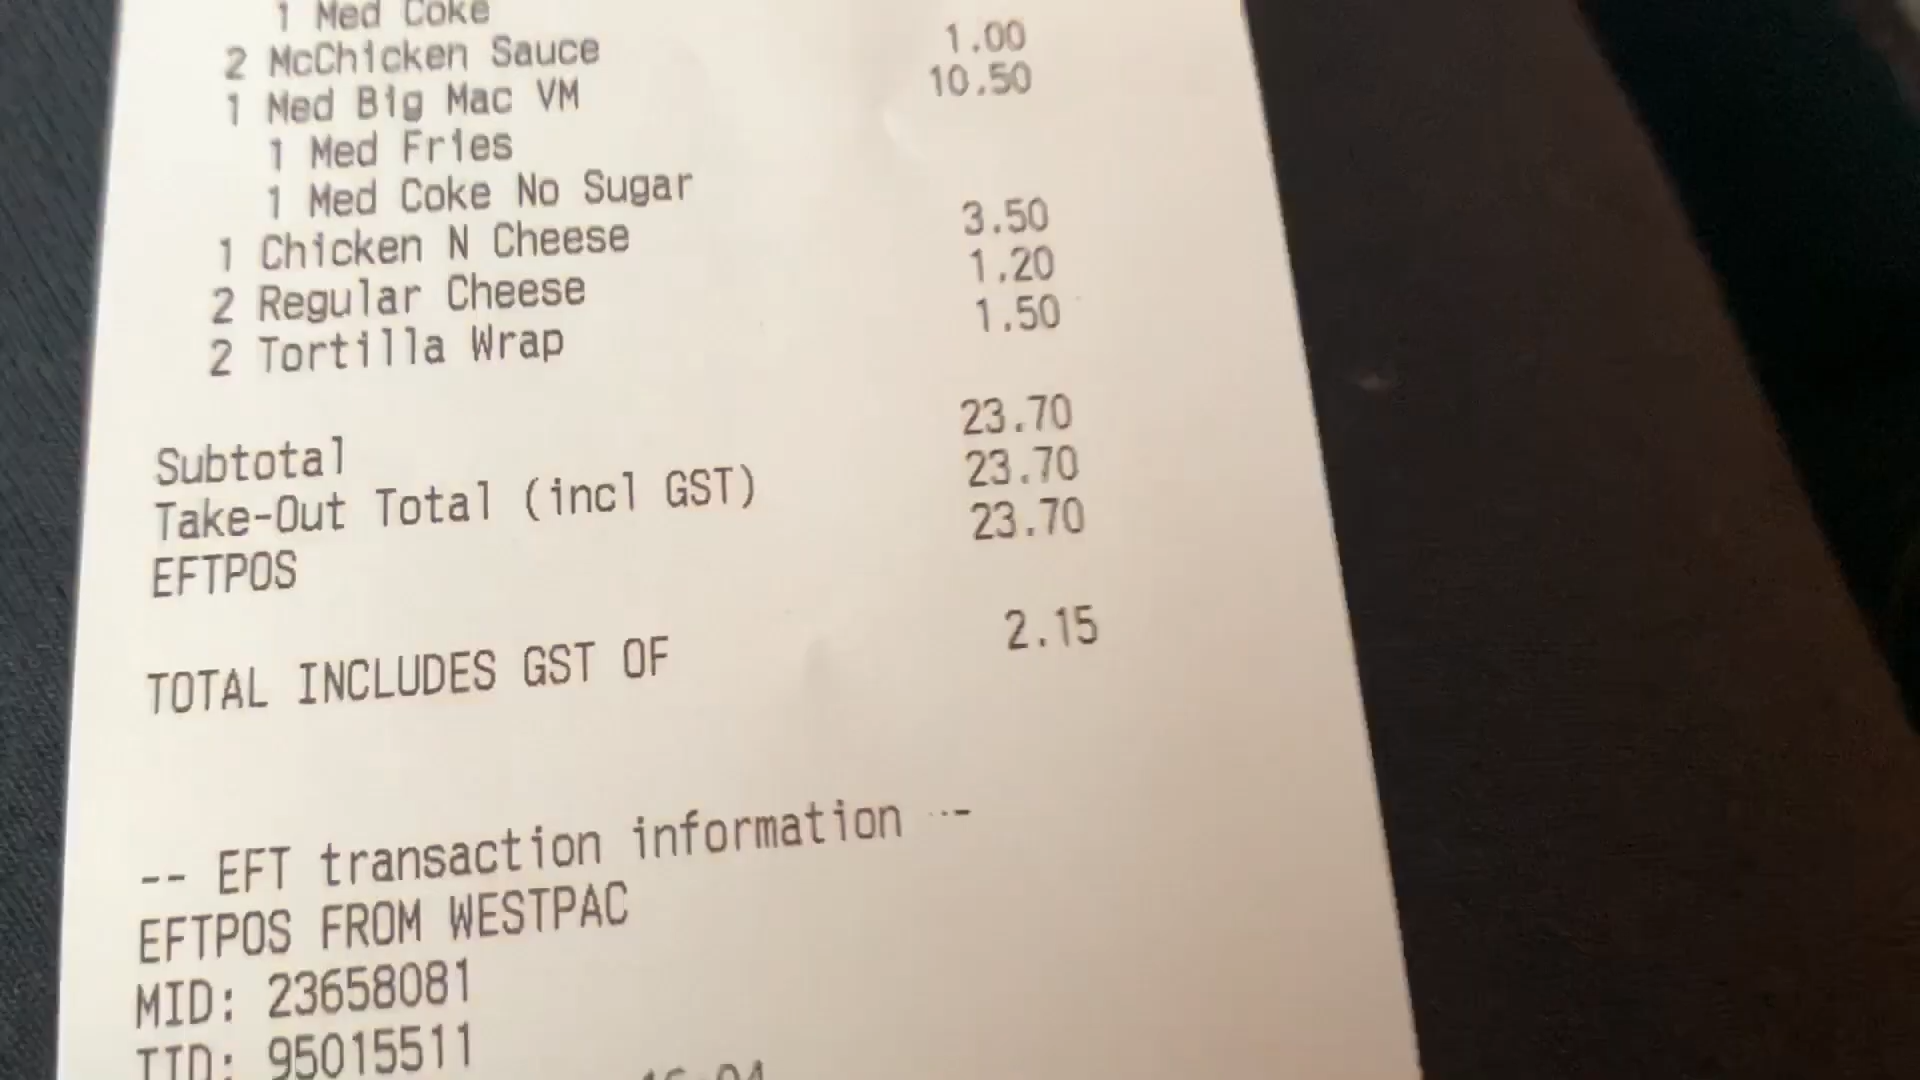 1 Med Coke
2 McChicken Sauce 1.00
1 Med Big Mac VM 10.50
1 Med Fries
1 Med Coke No Sugar
1 Chicken N Cheese 3.50
2 Regular Cheese 1.20
2 Tortilla Wrap 1.50
Subtotal 23.70
Take-Out Total (incl GST) 23.70
EFTPOS 23.70
TOTAL INCLUDES GST OF 2.15
-- EFT transaction information --
EFTPOS FROM WESTPAC
MID: 23658081
TID: 95015511